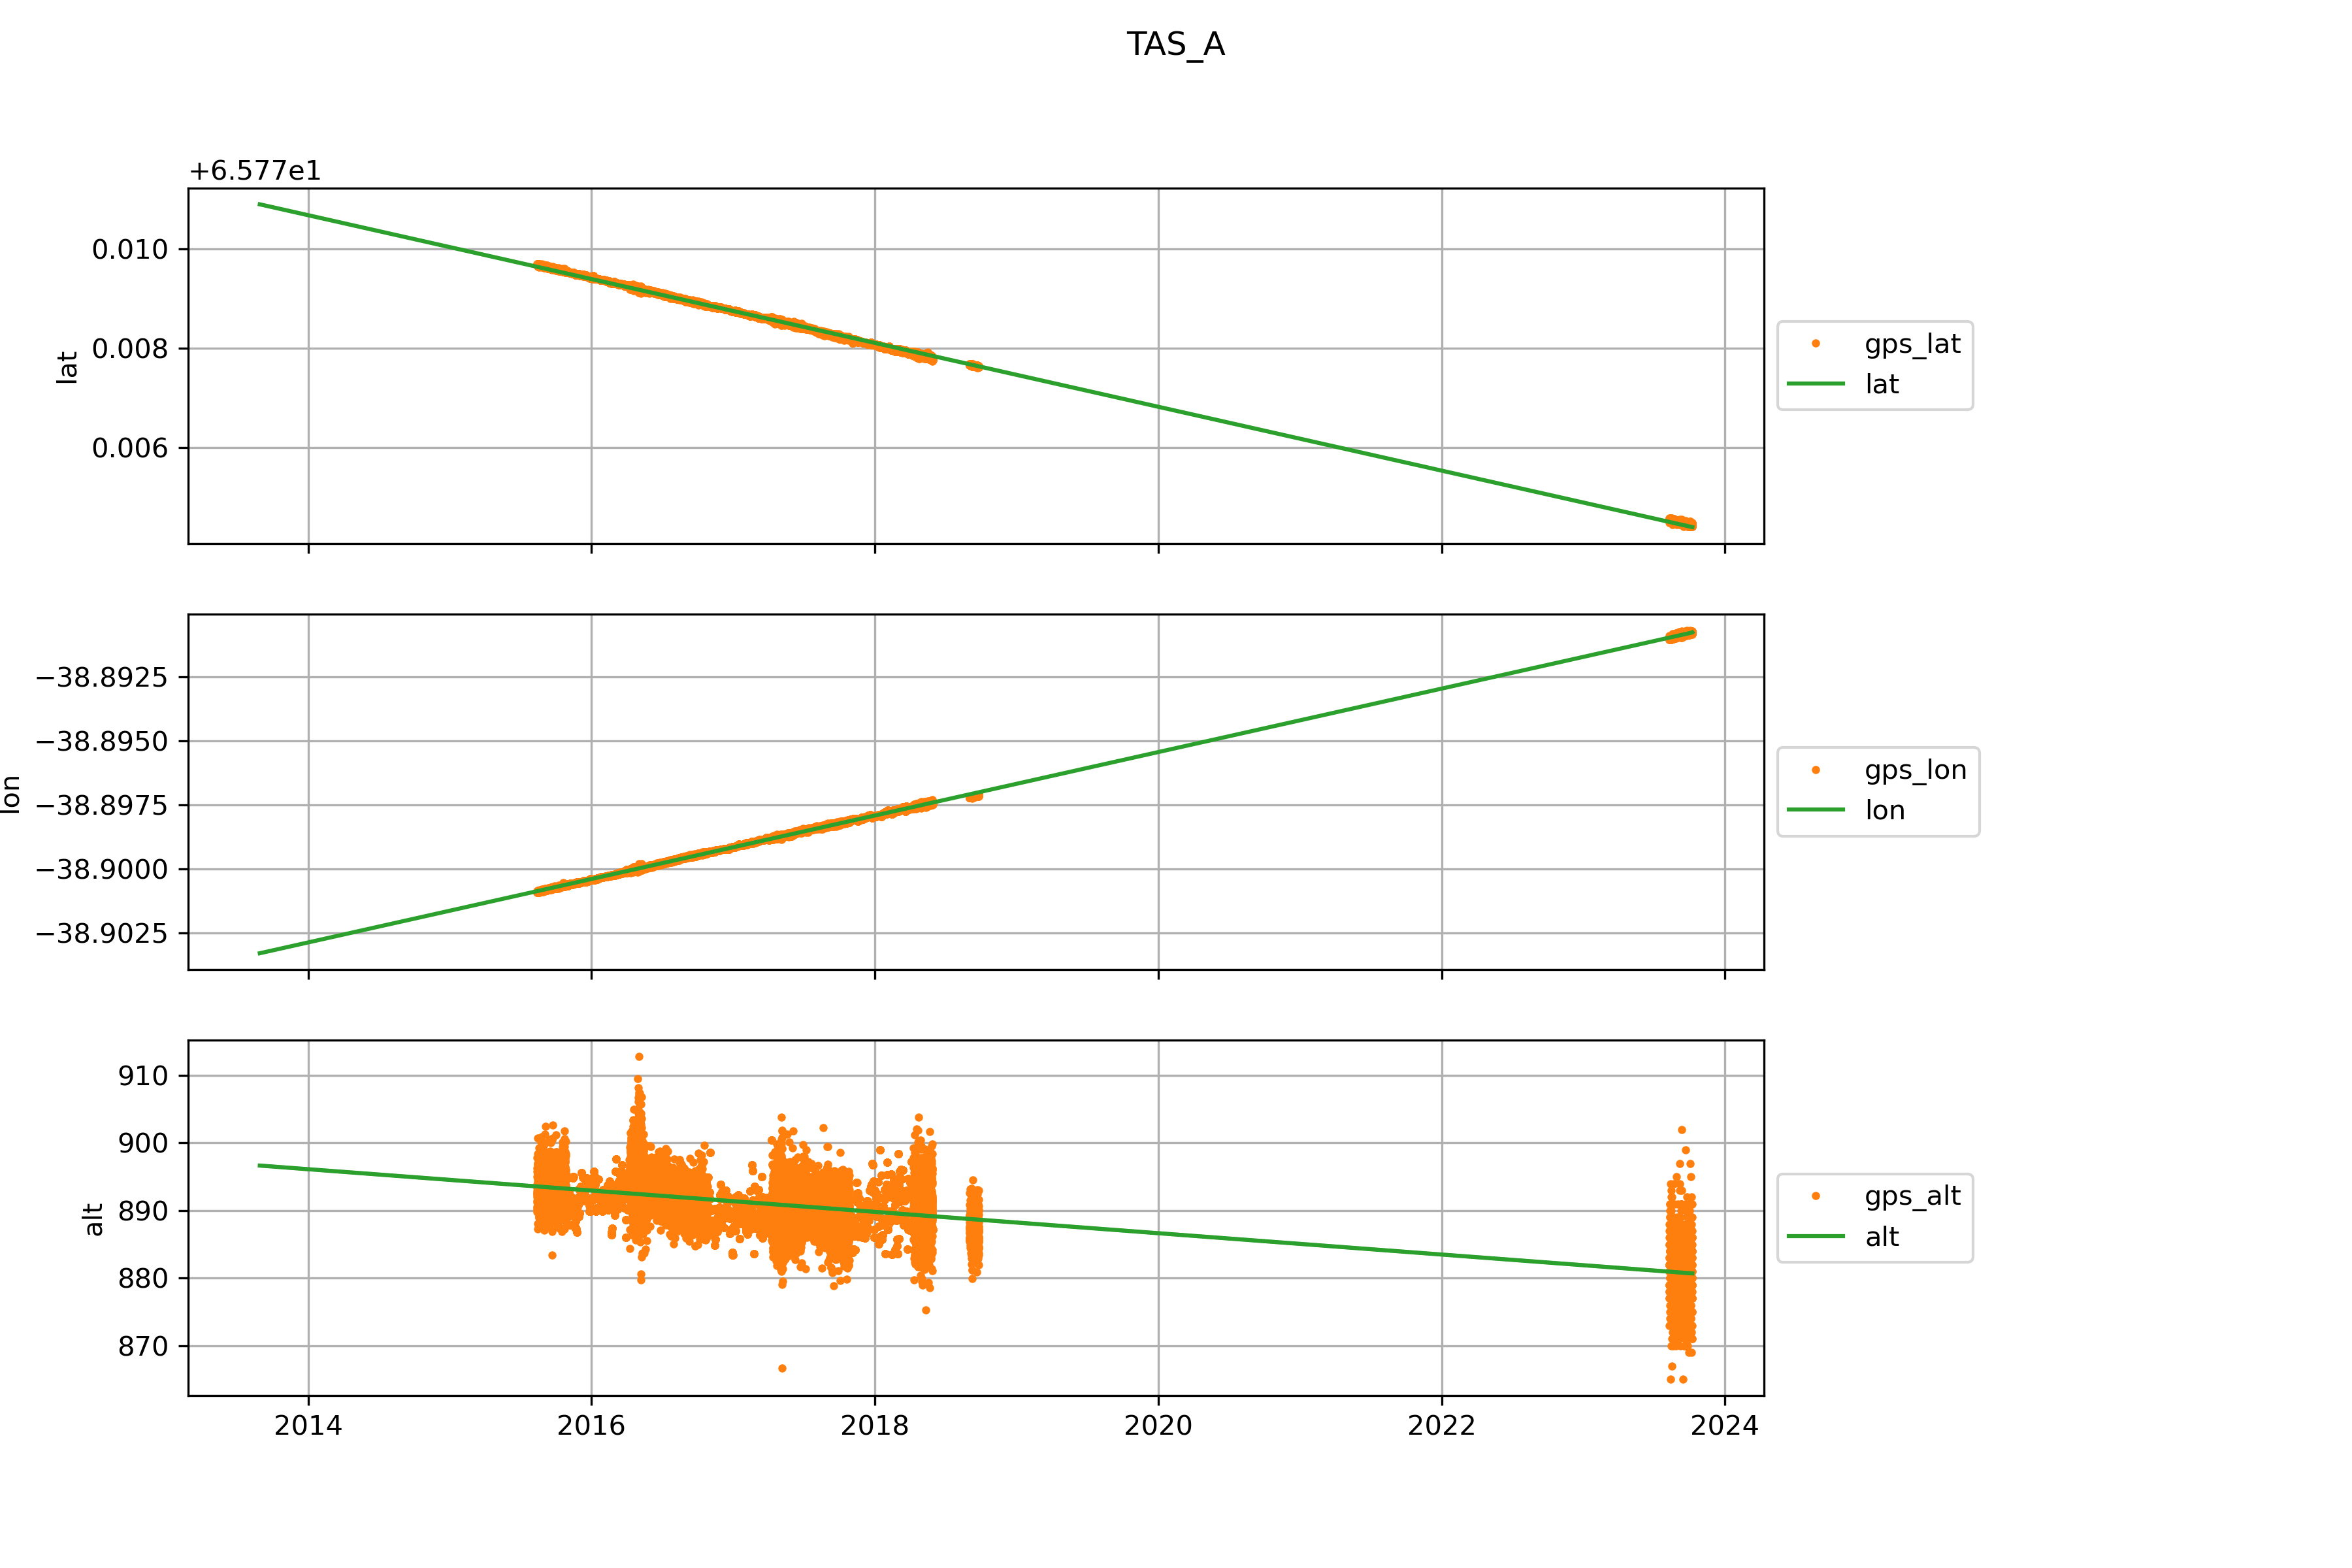 TAS_A
+6.577e1
0.010
0.008
0.006
lat
gps_lat
lat
−38.8925
−38.8950
−38.8975
−38.9000
−38.9025
lon
gps_lon
lon
910
900
890
880
870
alt
gps_alt
alt
2014 2016 2018 2020 2022 2024